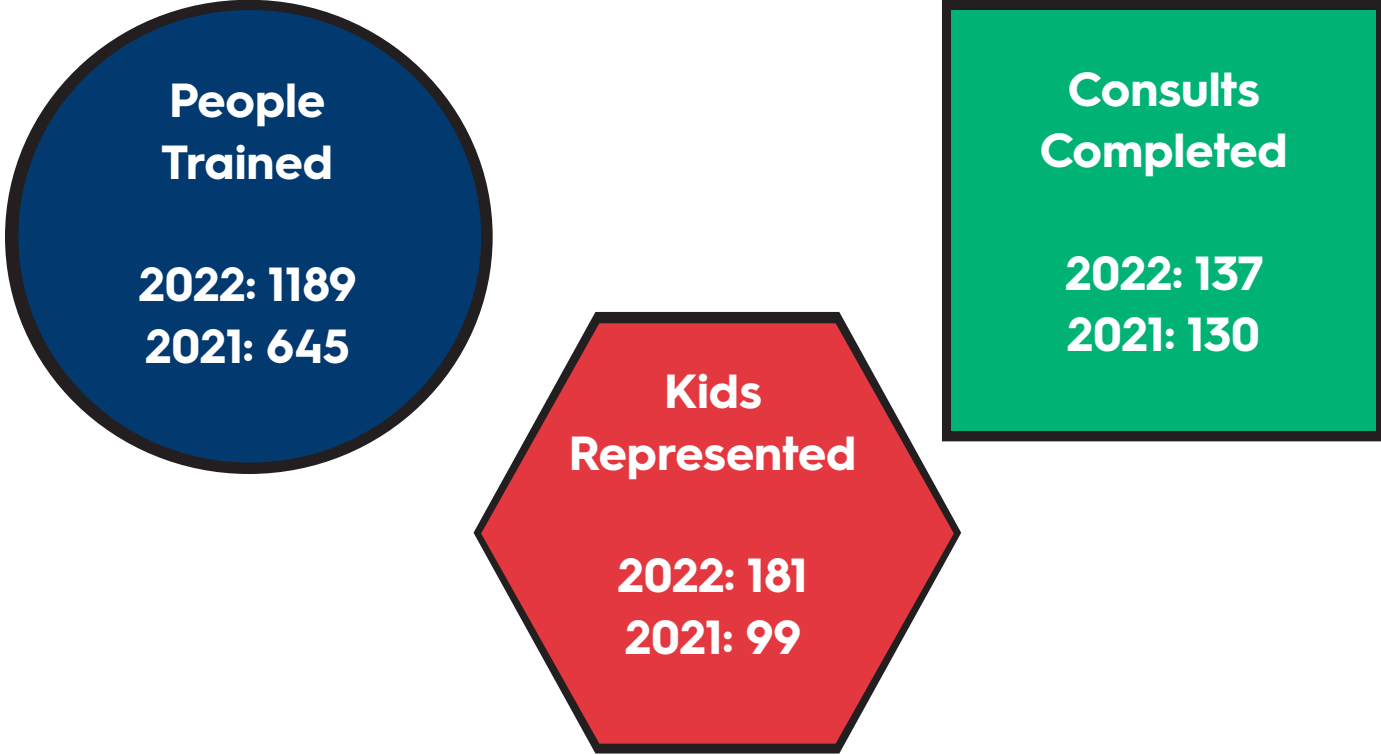 People
Trained
2022: 1189
2021: 645
Kids
Represented
2022: 181
2021: 99
Consults
Completed
2022: 137
2021: 130